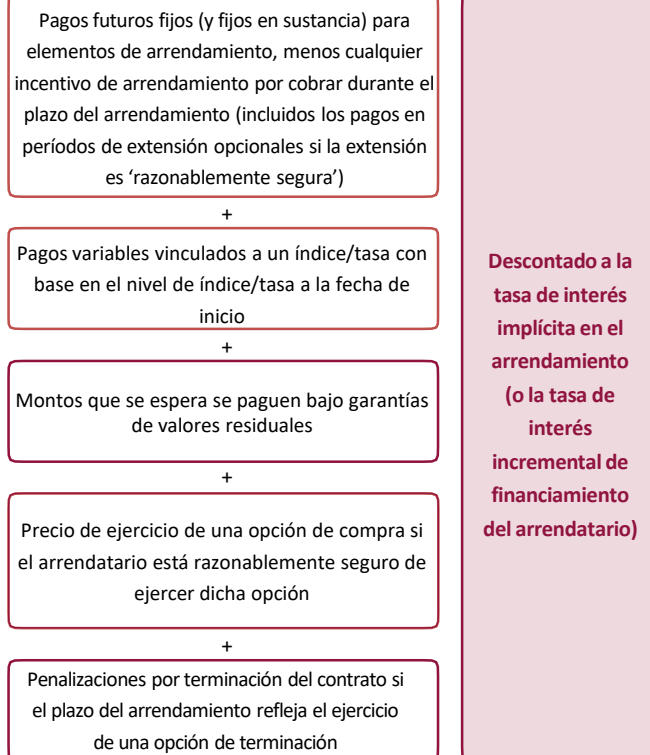 Pagos futuros fijos (y fijos en sustancia) para
elementos de arrendamiento, menos cualquier
incentivo de arrendamiento por cobrar durante el
plazo del arrendamiento (incluidos los pagos en
períodos de extensión opcionales si la extensión
es ‘razonablemente segura’)
+
Pagos variables vinculados a un índice/tasa con
base en el nivel de índice/tasa a la fecha de
inicio
+
Montos que se espera se paguen bajo garantías
de valores residuales
+
Precio de ejercicio de una opción de compra si
el arrendatario está razonablemente seguro de
ejercer dicha opción
+
Penalizaciones por terminación del contrato si
el plazo del arrendamiento refleja el ejercicio
de una opción de terminación
Descontado a la
tasa de interés
implícita en el
arrendamiento
(o la tasa de
interés
incremental de
financiamiento
del arrendatario)